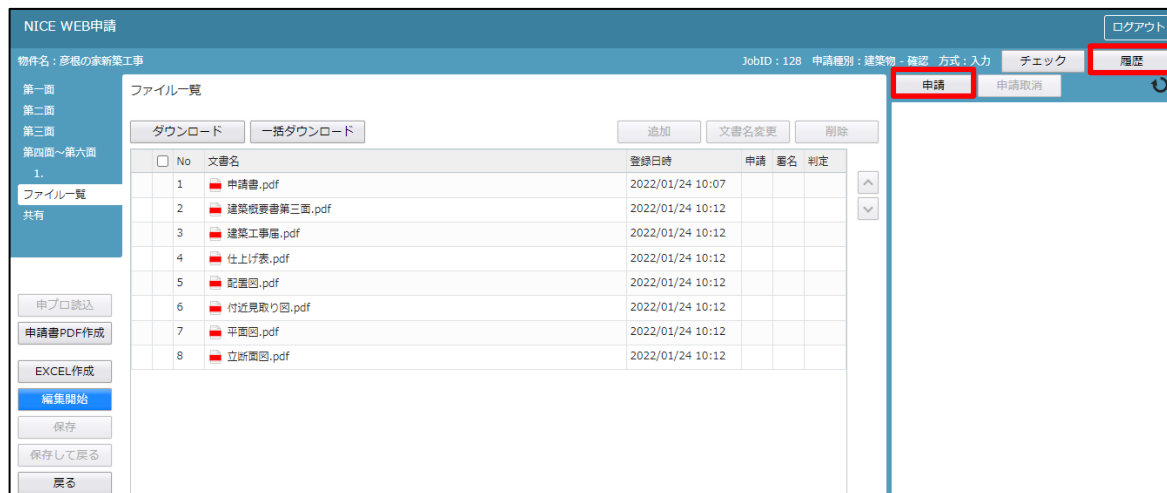 NICE WEB申請
ログアウト
物件名：彦根の家新築工事 JobID：128 申請種別：建築物 - 確認 方式：入力 チェック 履歴
申請 申請取消
第一面
第二面
第三面
第四面～第六面
1.
ファイル一覧
共有
申プロ読込
申請書PDF作成
EXCEL作成
編集開始
保存
保存して戻る
戻る
ファイル一覧
ダウンロード 一括ダウンロード 追加 文書名変更 削除
No 文書名 登録日時 申請 署名 判定
1 申請書.pdf 2022/01/24 10:07
2 建築概要書第三面.pdf 2022/01/24 10:12
3 建築工事届.pdf 2022/01/24 10:12
4 仕上げ表.pdf 2022/01/24 10:12
5 配置図.pdf 2022/01/24 10:12
6 付近見取り図.pdf 2022/01/24 10:12
7 平面図.pdf 2022/01/24 10:12
8 立断面図.pdf 2022/01/24 10:12